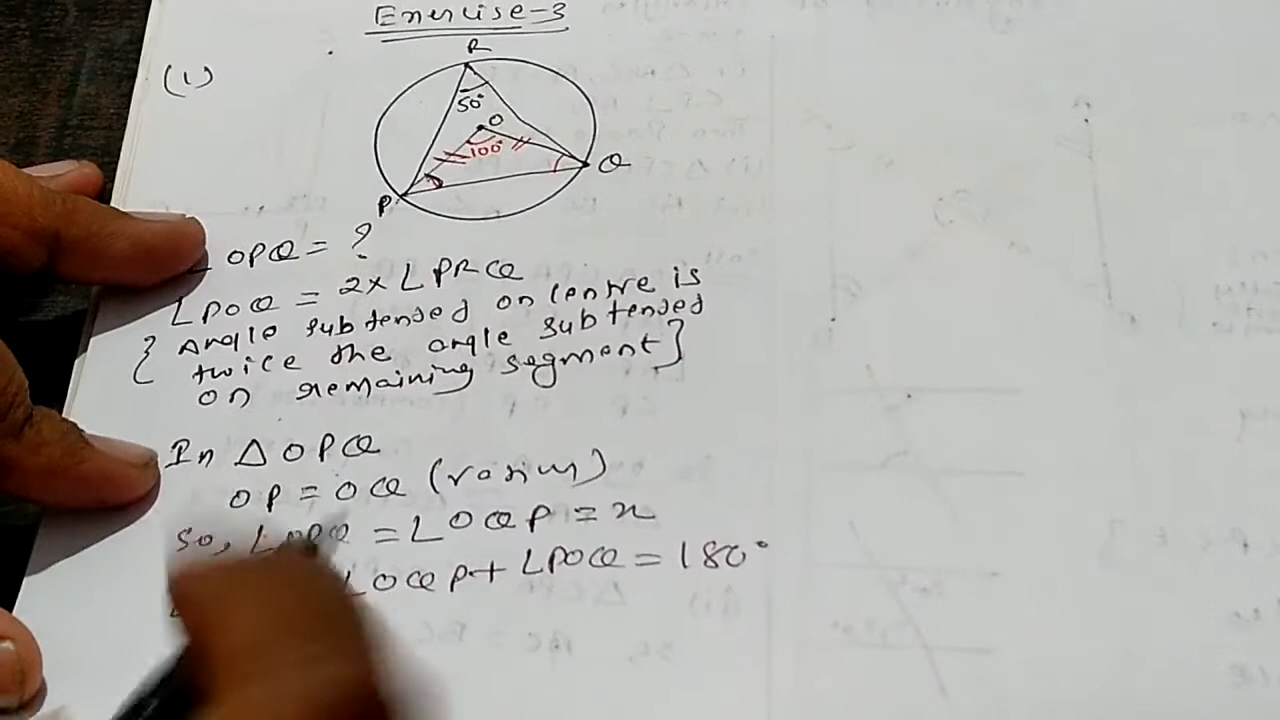 Exercise-3
(1)
R
50°
O
100°
Q
P
∠OPQ = ?
∠POQ = 2x ∠PRQ
{ Angle subtended on centre is
twice the angle subtended
on remaining segment}
In △OPQ
OP = OQ (radius)
So, ∠OPQ = ∠OQP = x
∠OQP + ∠POQ = 180°